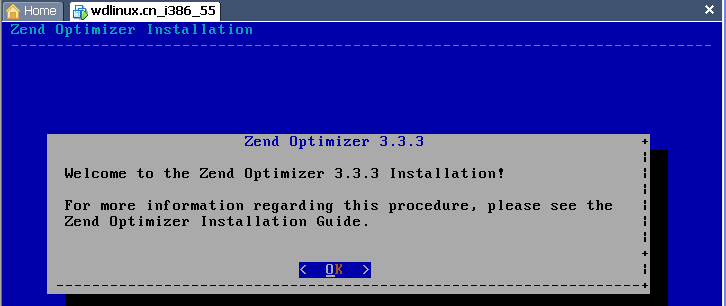 Home wdlinux.cn_i386_55
Zend Optimizer Installation
Zend Optimizer 3.3.3
Welcome to the Zend Optimizer 3.3.3 Installation!
For more information regarding this procedure, please see the
Zend Optimizer Installation Guide.
< OK >